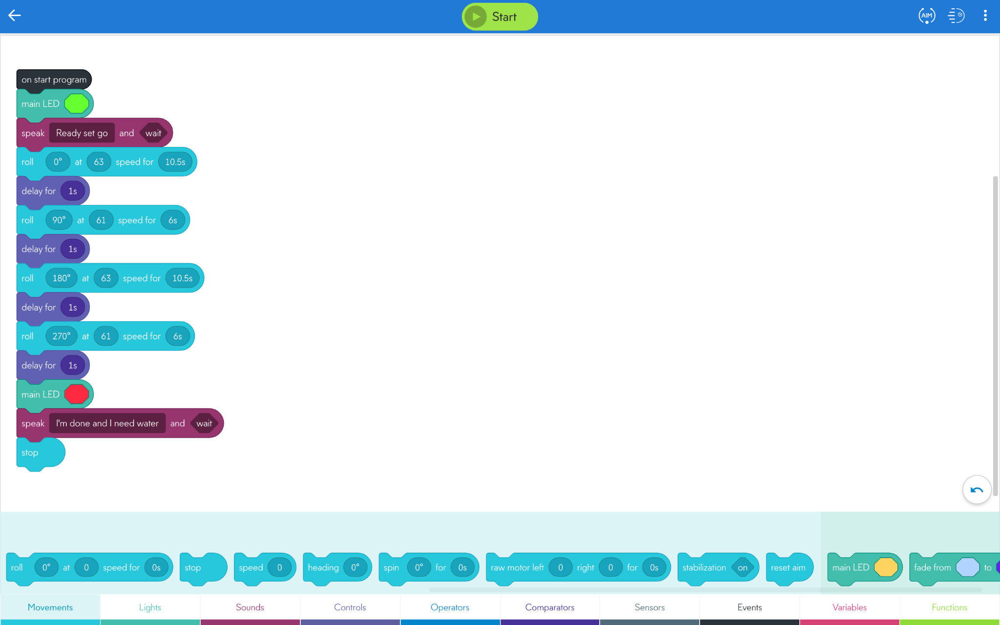 Start
AIM
on start program
main LED
speak Ready set go and wait
roll 0° at 63 speed for 10.5s
delay for 1s
roll 90° at 61 speed for 6s
delay for 1s
roll 180° at 63 speed for 10.5s
delay for 1s
roll 270° at 61 speed for 6s
delay for 1s
main LED
speak I'm done and I need water and wait
stop
roll 0° at 0 speed for 0s stop speed 0 heading 0° spin 0° for 0s raw motor left 0 right 0 for 0s stabilization on reset aim main LED fade from to
Movements Lights Sounds Controls Operators Comparators Sensors Events Variables Functions